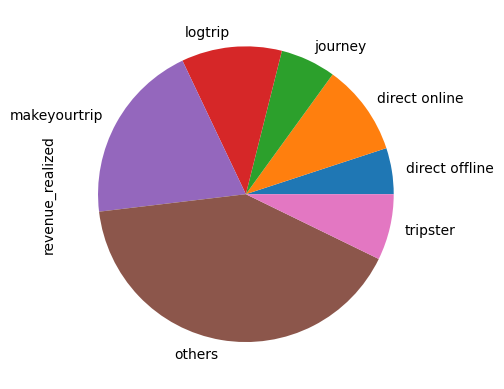 logtrip
journey
makeyourtrip
direct online
direct offline
revenue_realized
tripster
others